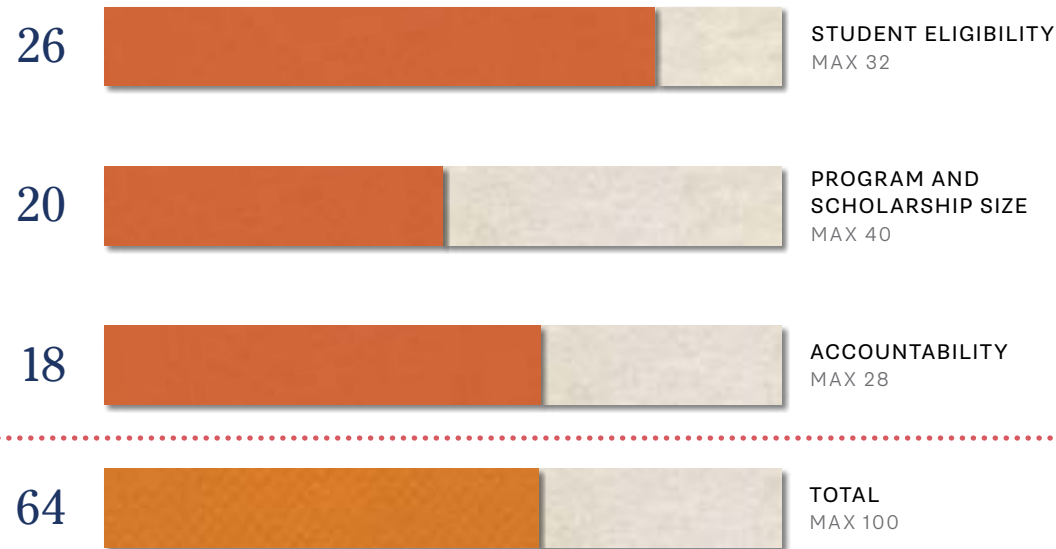 26
STUDENT ELIGIBILITY
MAX 32
20
PROGRAM AND
SCHOLARSHIP SIZE
MAX 40
18
ACCOUNTABILITY
MAX 28
64
TOTAL
MAX 100